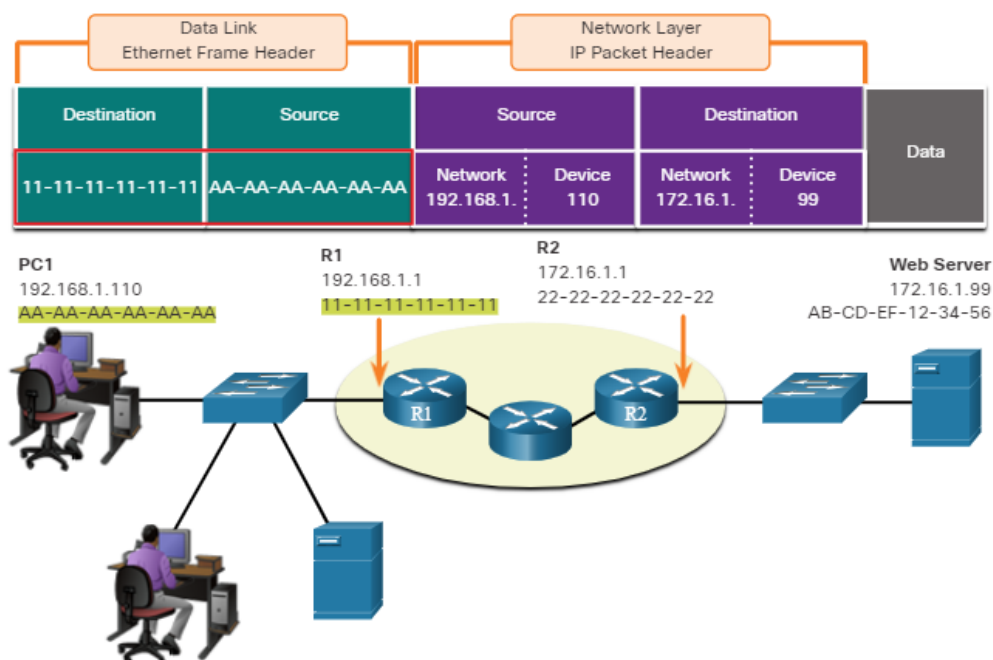 Data Link
Ethernet Frame Header
Network Layer
IP Packet Header
Destination
Source
Source
Destination
Data
11-11-11-11-11-11
AA-AA-AA-AA-AA-AA
Network
192.168.1.
Device
110
Network
172.16.1.
Device
99
PC1
192.168.1.110
AA-AA-AA-AA-AA-AA
R1
192.168.1.1
11-11-11-11-11-11
R2
172.16.1.1
22-22-22-22-22-22
Web Server
172.16.1.99
AB-CD-EF-12-34-56
R1
R2